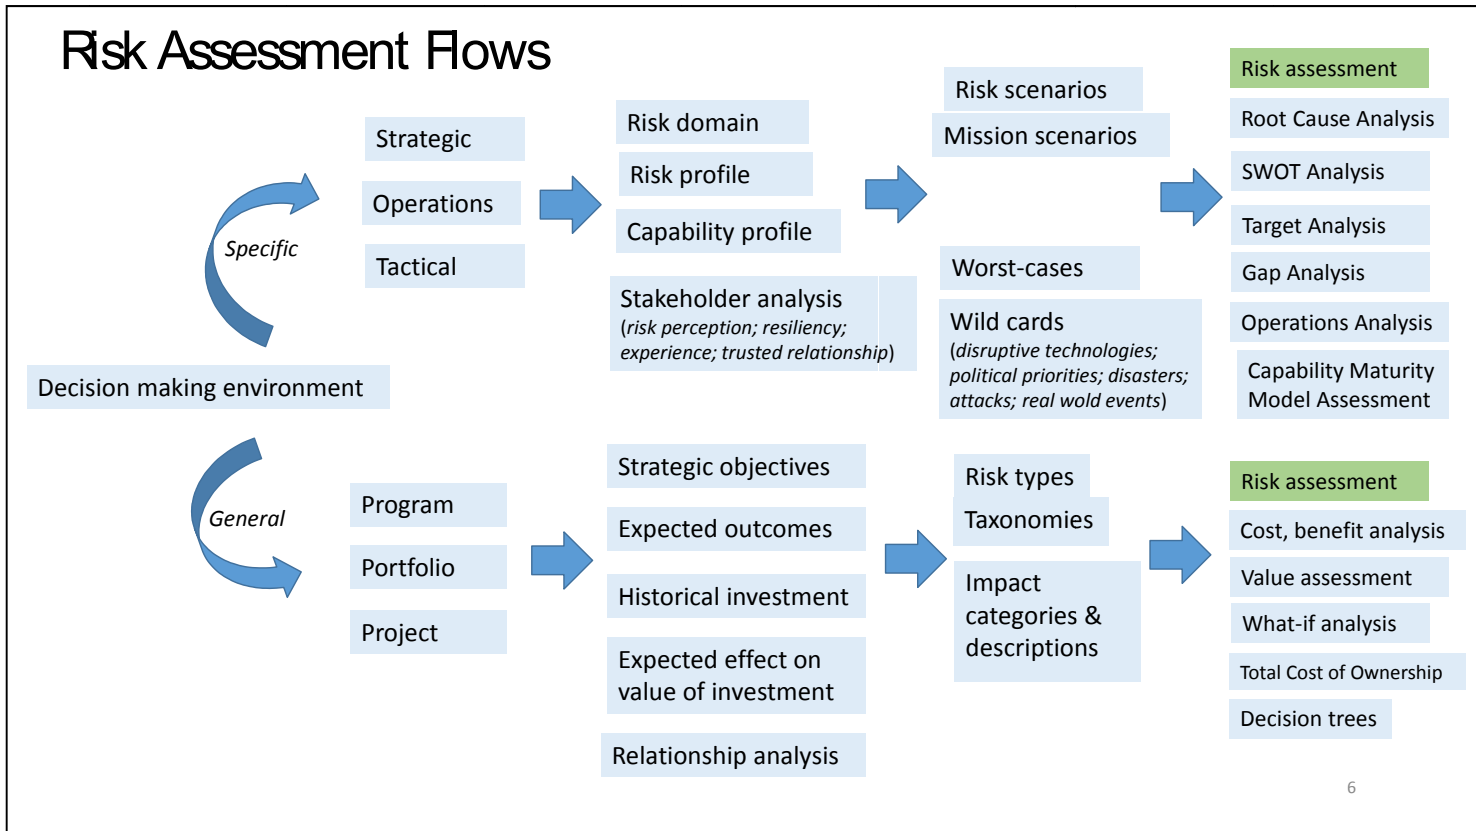 Risk Assessment Flows
Specific
Decision making environment
General
Strategic
Operations
Tactical
Risk domain
Risk profile
Capability profile
Stakeholder analysis
(risk perception; resiliency;
experience; trusted relationship)
Risk scenarios
Mission scenarios
Worst-cases
Wild cards
(disruptive technologies;
political priorities; disasters;
attacks; real wold events)
Risk assessment
Root Cause Analysis
SWOT Analysis
Target Analysis
Gap Analysis
Operations Analysis
Capability Maturity
Model Assessment
Program
Portfolio
Project
Strategic objectives
Expected outcomes
Historical investment
Expected effect on
value of investment
Relationship analysis
Risk types
Taxonomies
Impact
categories &
descriptions
Risk assessment
Cost, benefit analysis
Value assessment
What-if analysis
Total Cost of Ownership
Decision trees
6